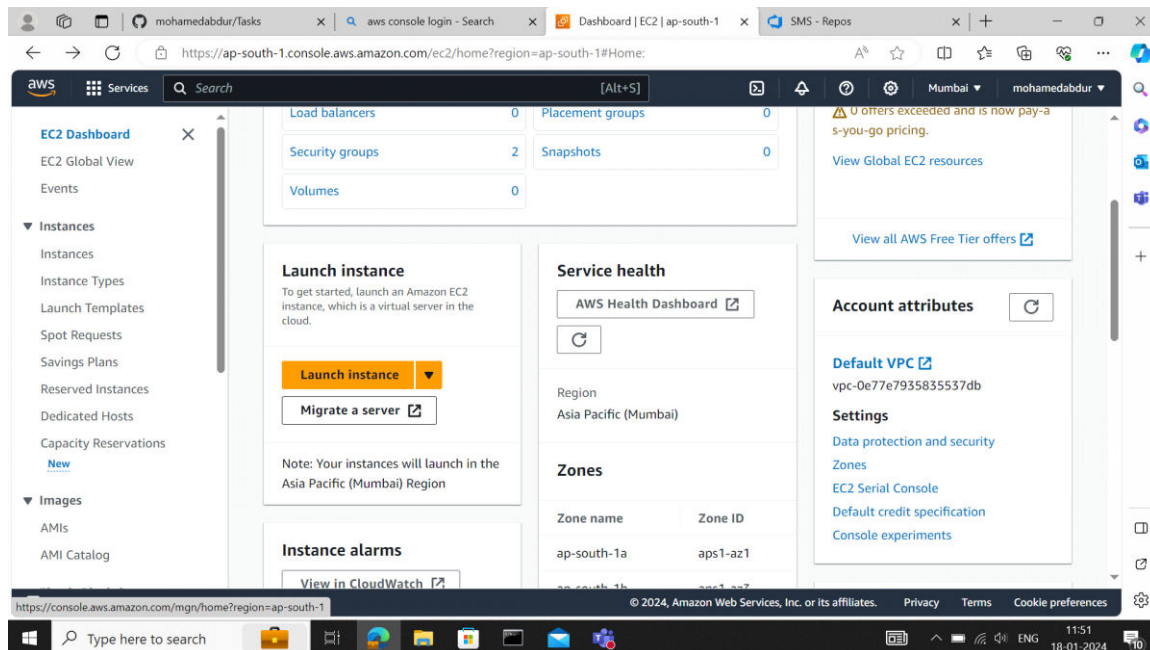 mohamedabdur/Tasks
aws console login - Search
Dashboard | EC2 | ap-south-1
SMS - Repos
https://ap-south-1.console.aws.amazon.com/ec2/home?region=ap-south-1#Home:
aws
Services
Search
[Alt+S]
Mumbai
mohamedabdur
EC2 Dashboard
EC2 Global View
Events
Instances
Instances
Instance Types
Launch Templates
Spot Requests
Savings Plans
Reserved Instances
Dedicated Hosts
Capacity Reservations
New
Images
AMIs
AMI Catalog
Load balancers 0
Placement groups 0
Security groups 2
Snapshots 0
Volumes 0
Launch instance
To get started, launch an Amazon EC2
instance, which is a virtual server in the
cloud.
Launch instance
Migrate a server
Note: Your instances will launch in the
Asia Pacific (Mumbai) Region
Instance alarms
View in CloudWatch
Service health
AWS Health Dashboard
Region
Asia Pacific (Mumbai)
Zones
Zone name Zone ID
ap-south-1a aps1-az1
0 offers exceeded and is now pay-a
s-you-go pricing.
View Global EC2 resources
View all AWS Free Tier offers
Account attributes
Default VPC
vpc-0e77e7935835537db
Settings
Data protection and security
Zones
EC2 Serial Console
Default credit specification
Console experiments
https://console.aws.amazon.com/mgn/home?region=ap-south-1
© 2024, Amazon Web Services, Inc. or its affiliates.
Privacy
Terms
Cookie preferences
Type here to search
ENG
11:51
18-01-2024
10